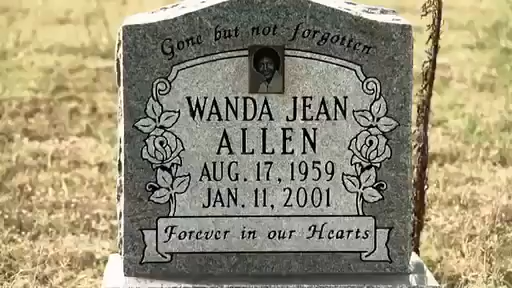 Gone but not forgotten
WANDA JEAN
ALLEN
AUG. 17, 1959
JAN. 11, 2001
Forever in our Hearts